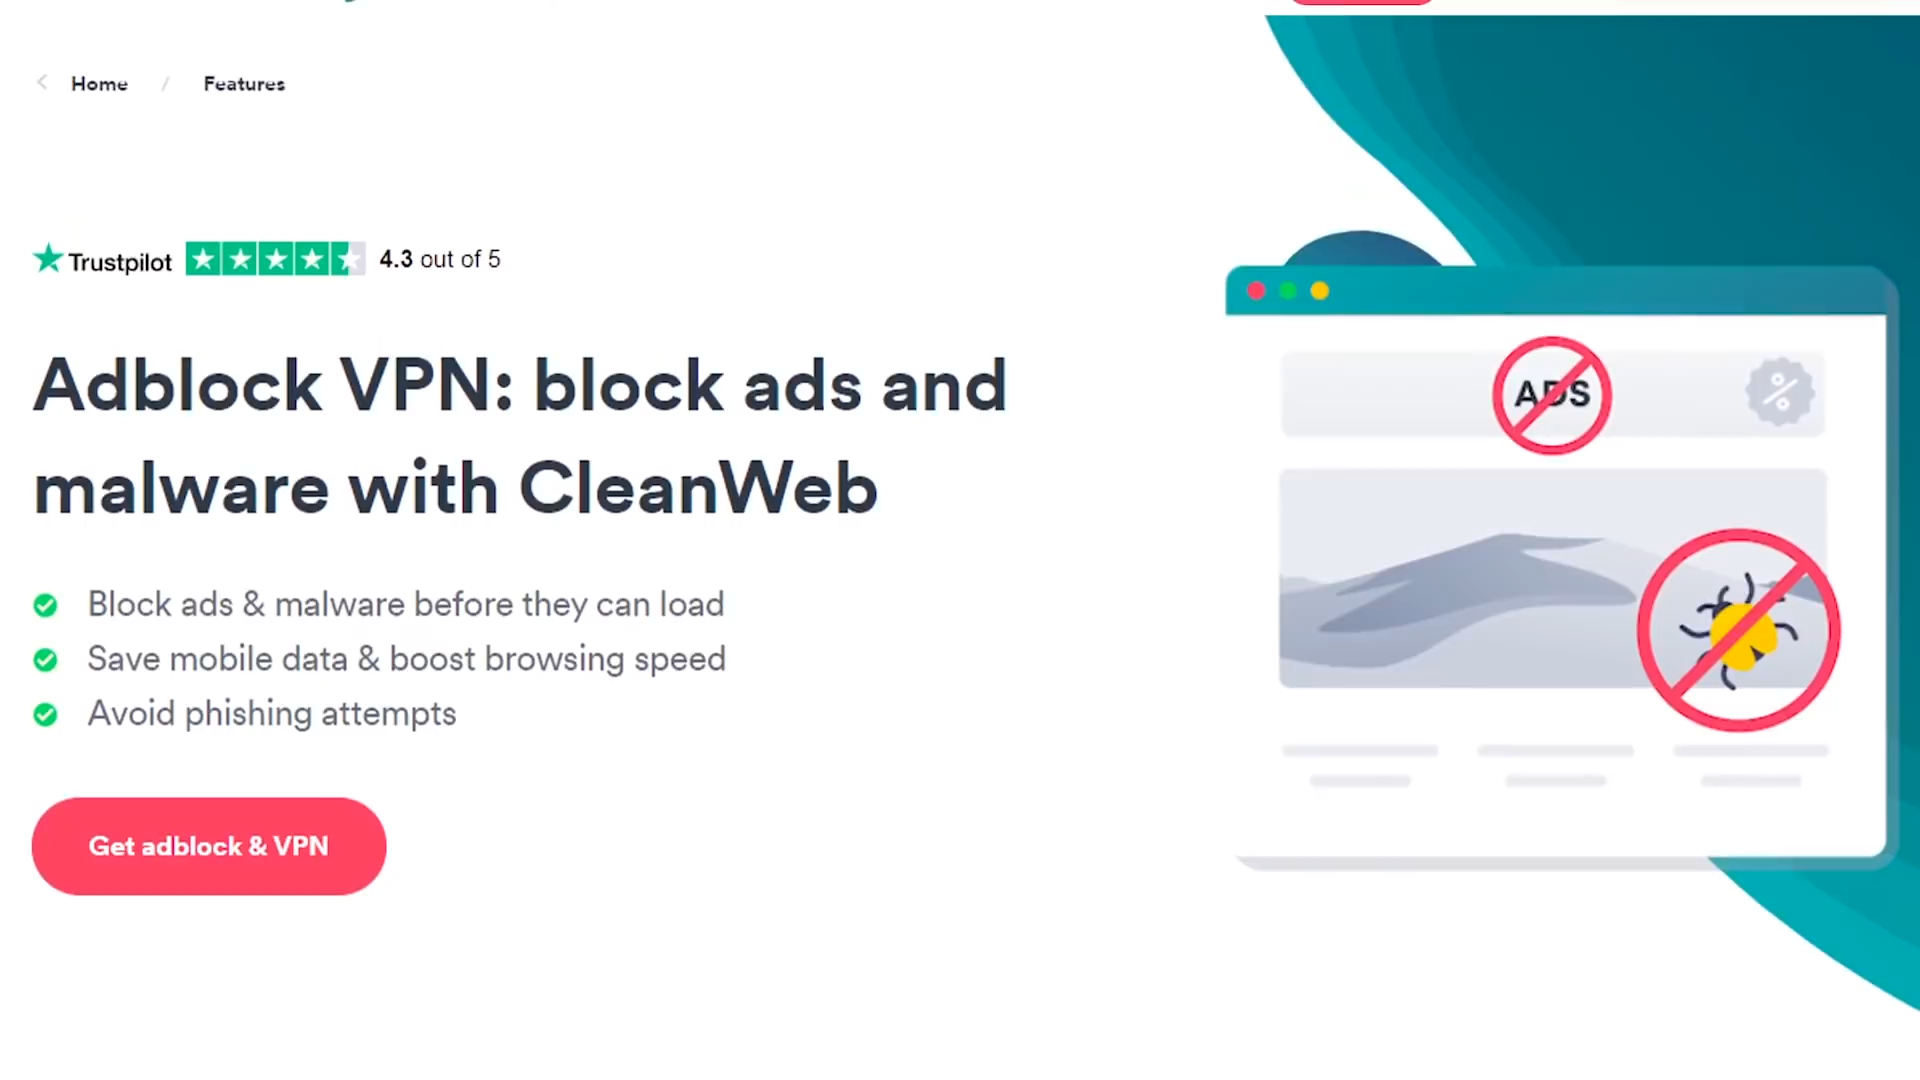 Home / Features
Trustpilot 4.3 out of 5
Adblock VPN: block ads and
malware with CleanWeb
Block ads & malware before they can load
Save mobile data & boost browsing speed
Avoid phishing attempts
Get adblock & VPN
ADS
%